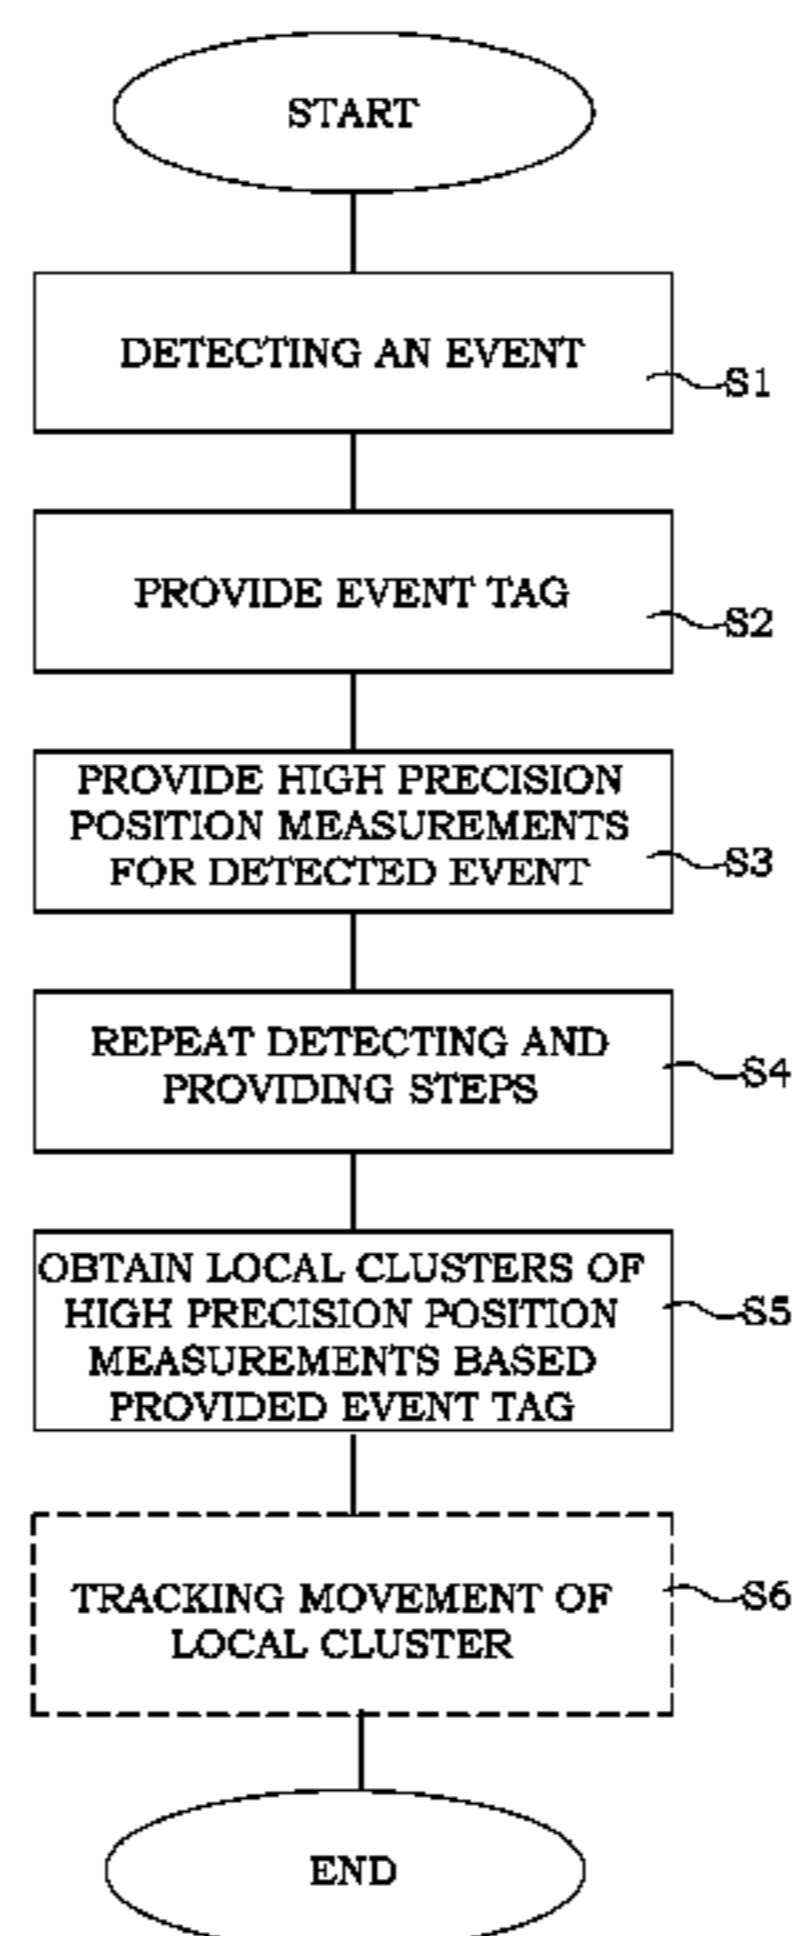 START
DETECTING AN EVENT
S1
PROVIDE EVENT TAG
S2
PROVIDE HIGH PRECISION
POSITION MEASUREMENTS
FOR DETECTED EVENT
S3
REPEAT DETECTING AND
PROVIDING STEPS
S4
OBTAIN LOCAL CLUSTERS OF
HIGH PRECISION POSITION
MEASUREMENTS BASED
PROVIDED EVENT TAG
S5
TRACKING MOVEMENT OF
LOCAL CLUSTER
S6
END